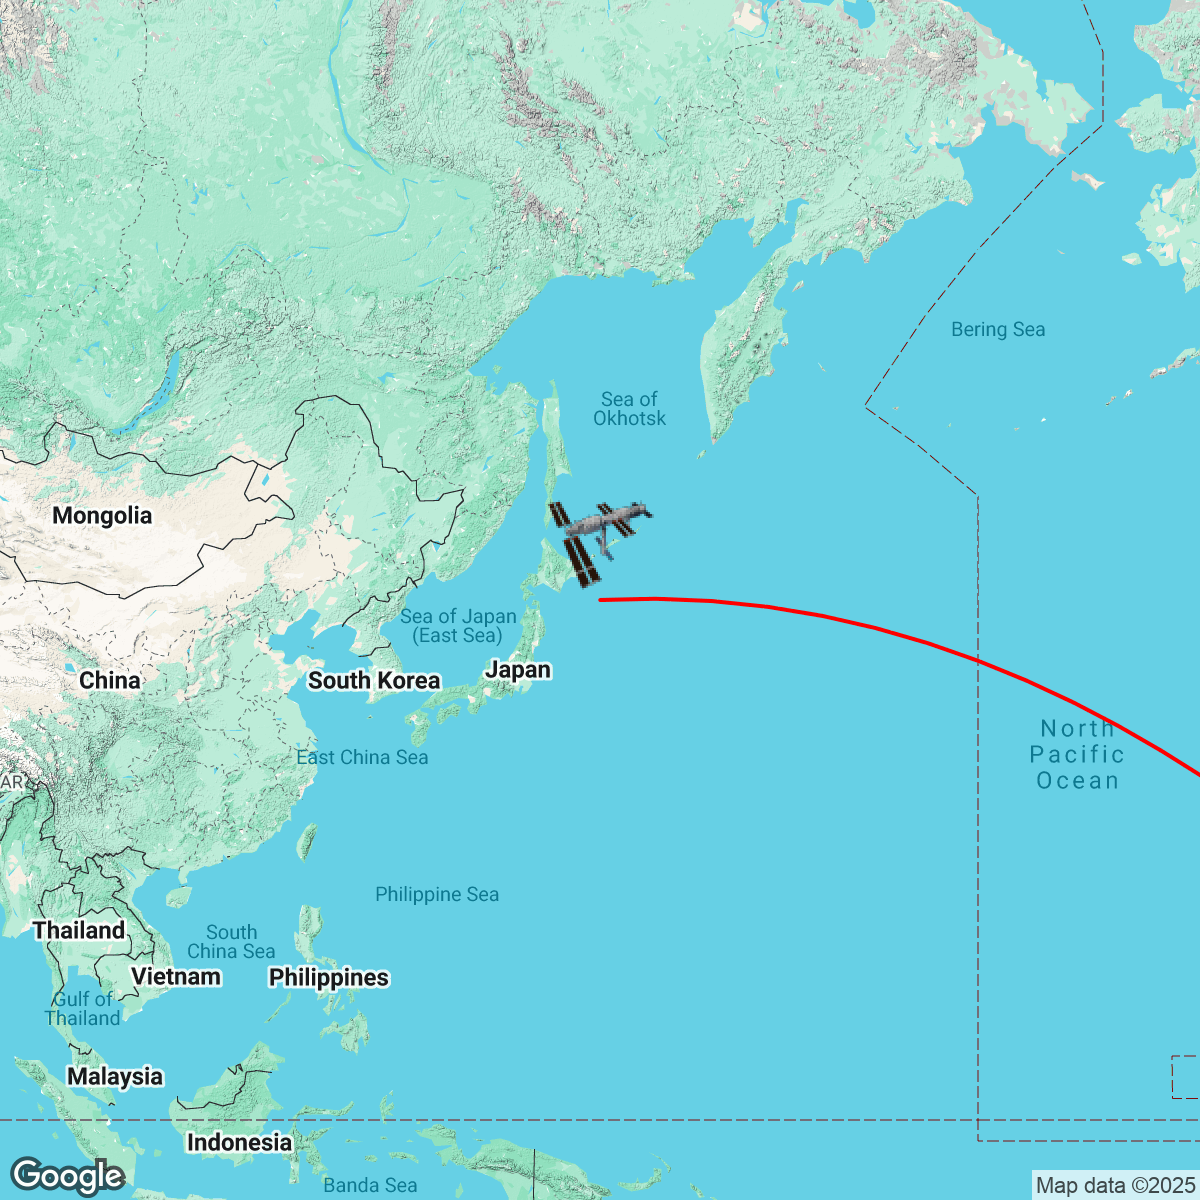 Bering Sea
Sea of
Okhotsk
Mongolia
Sea of Japan
(East Sea)
Japan
China
South Korea
North
Pacific
Ocean
East China Sea
AR
Philippine Sea
Thailand
South
China Sea
Vietnam
Philippines
Gulf of
Thailand
Malaysia
Indonesia
Banda Sea
Google
Map data ©2025